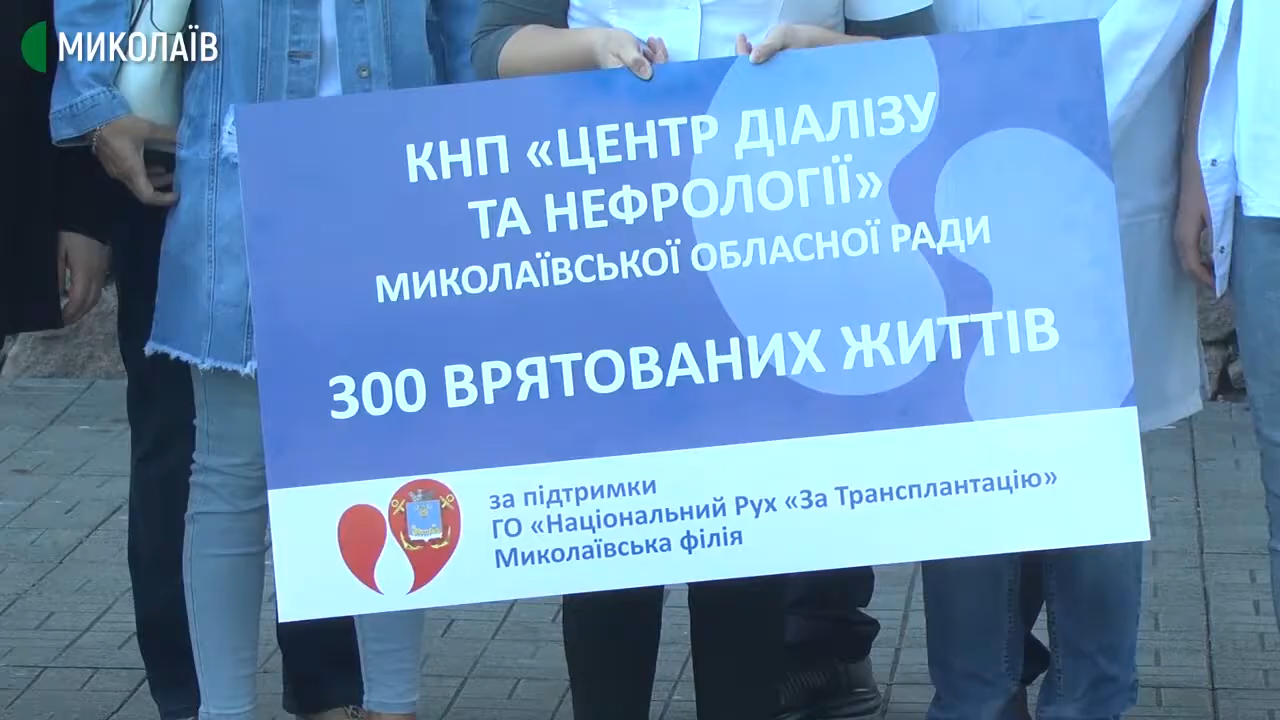 МИКОЛАЇВ
КНП «ЦЕНТР ДІАЛІЗУ
ТА НЕФРОЛОГІЇ»
МИКОЛАЇВСЬКОЇ ОБЛАСНОЇ РАДИ
300 ВРЯТОВАНИХ ЖИТТІВ
за підтримки
ГО «Національний Рух «За Трансплантацію»
Миколаївська філія